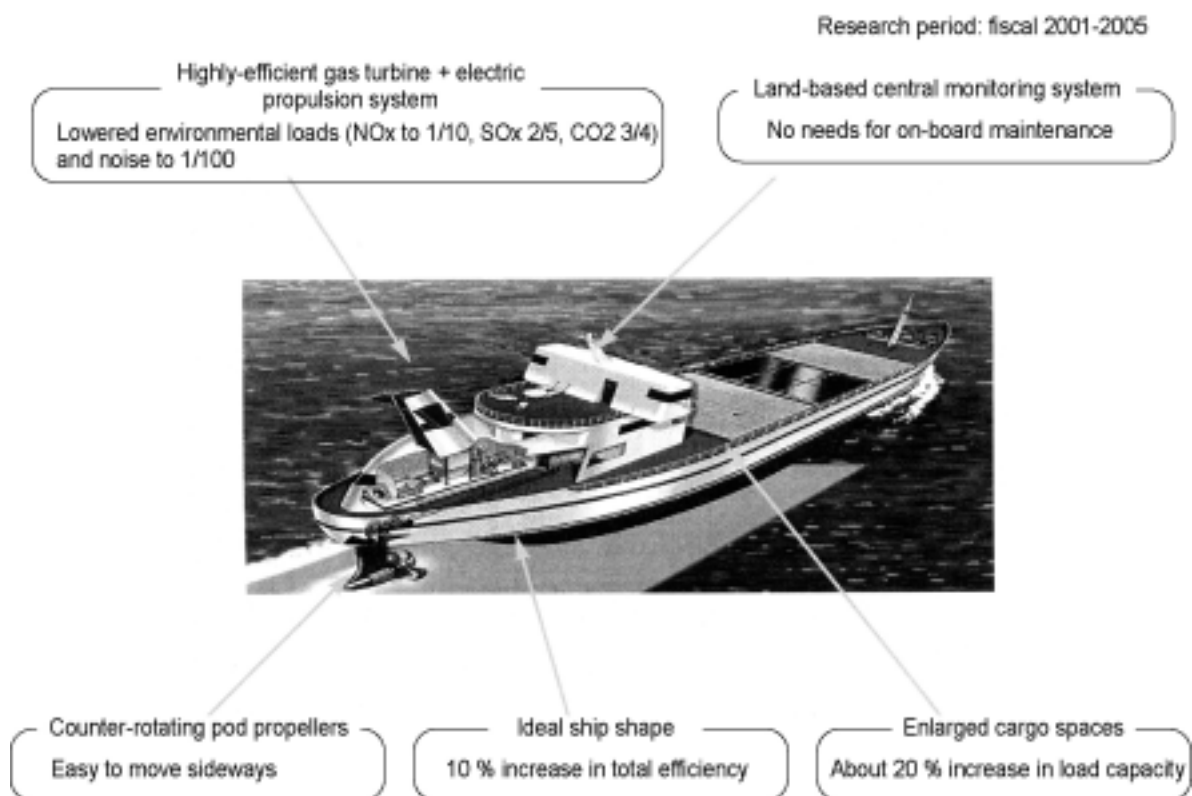 Research period: fiscal 2001-2005
Highly-efficient gas turbine + electric
propulsion system
Lowered environmental loads (NOx to 1/10, SOx 2/5, CO2 3/4)
and noise to 1/100
Land-based central monitoring system
No needs for on-board maintenance
Counter-rotating pod propellers
Easy to move sideways
Ideal ship shape
10 % increase in total efficiency
Enlarged cargo spaces
About 20 % increase in load capacity